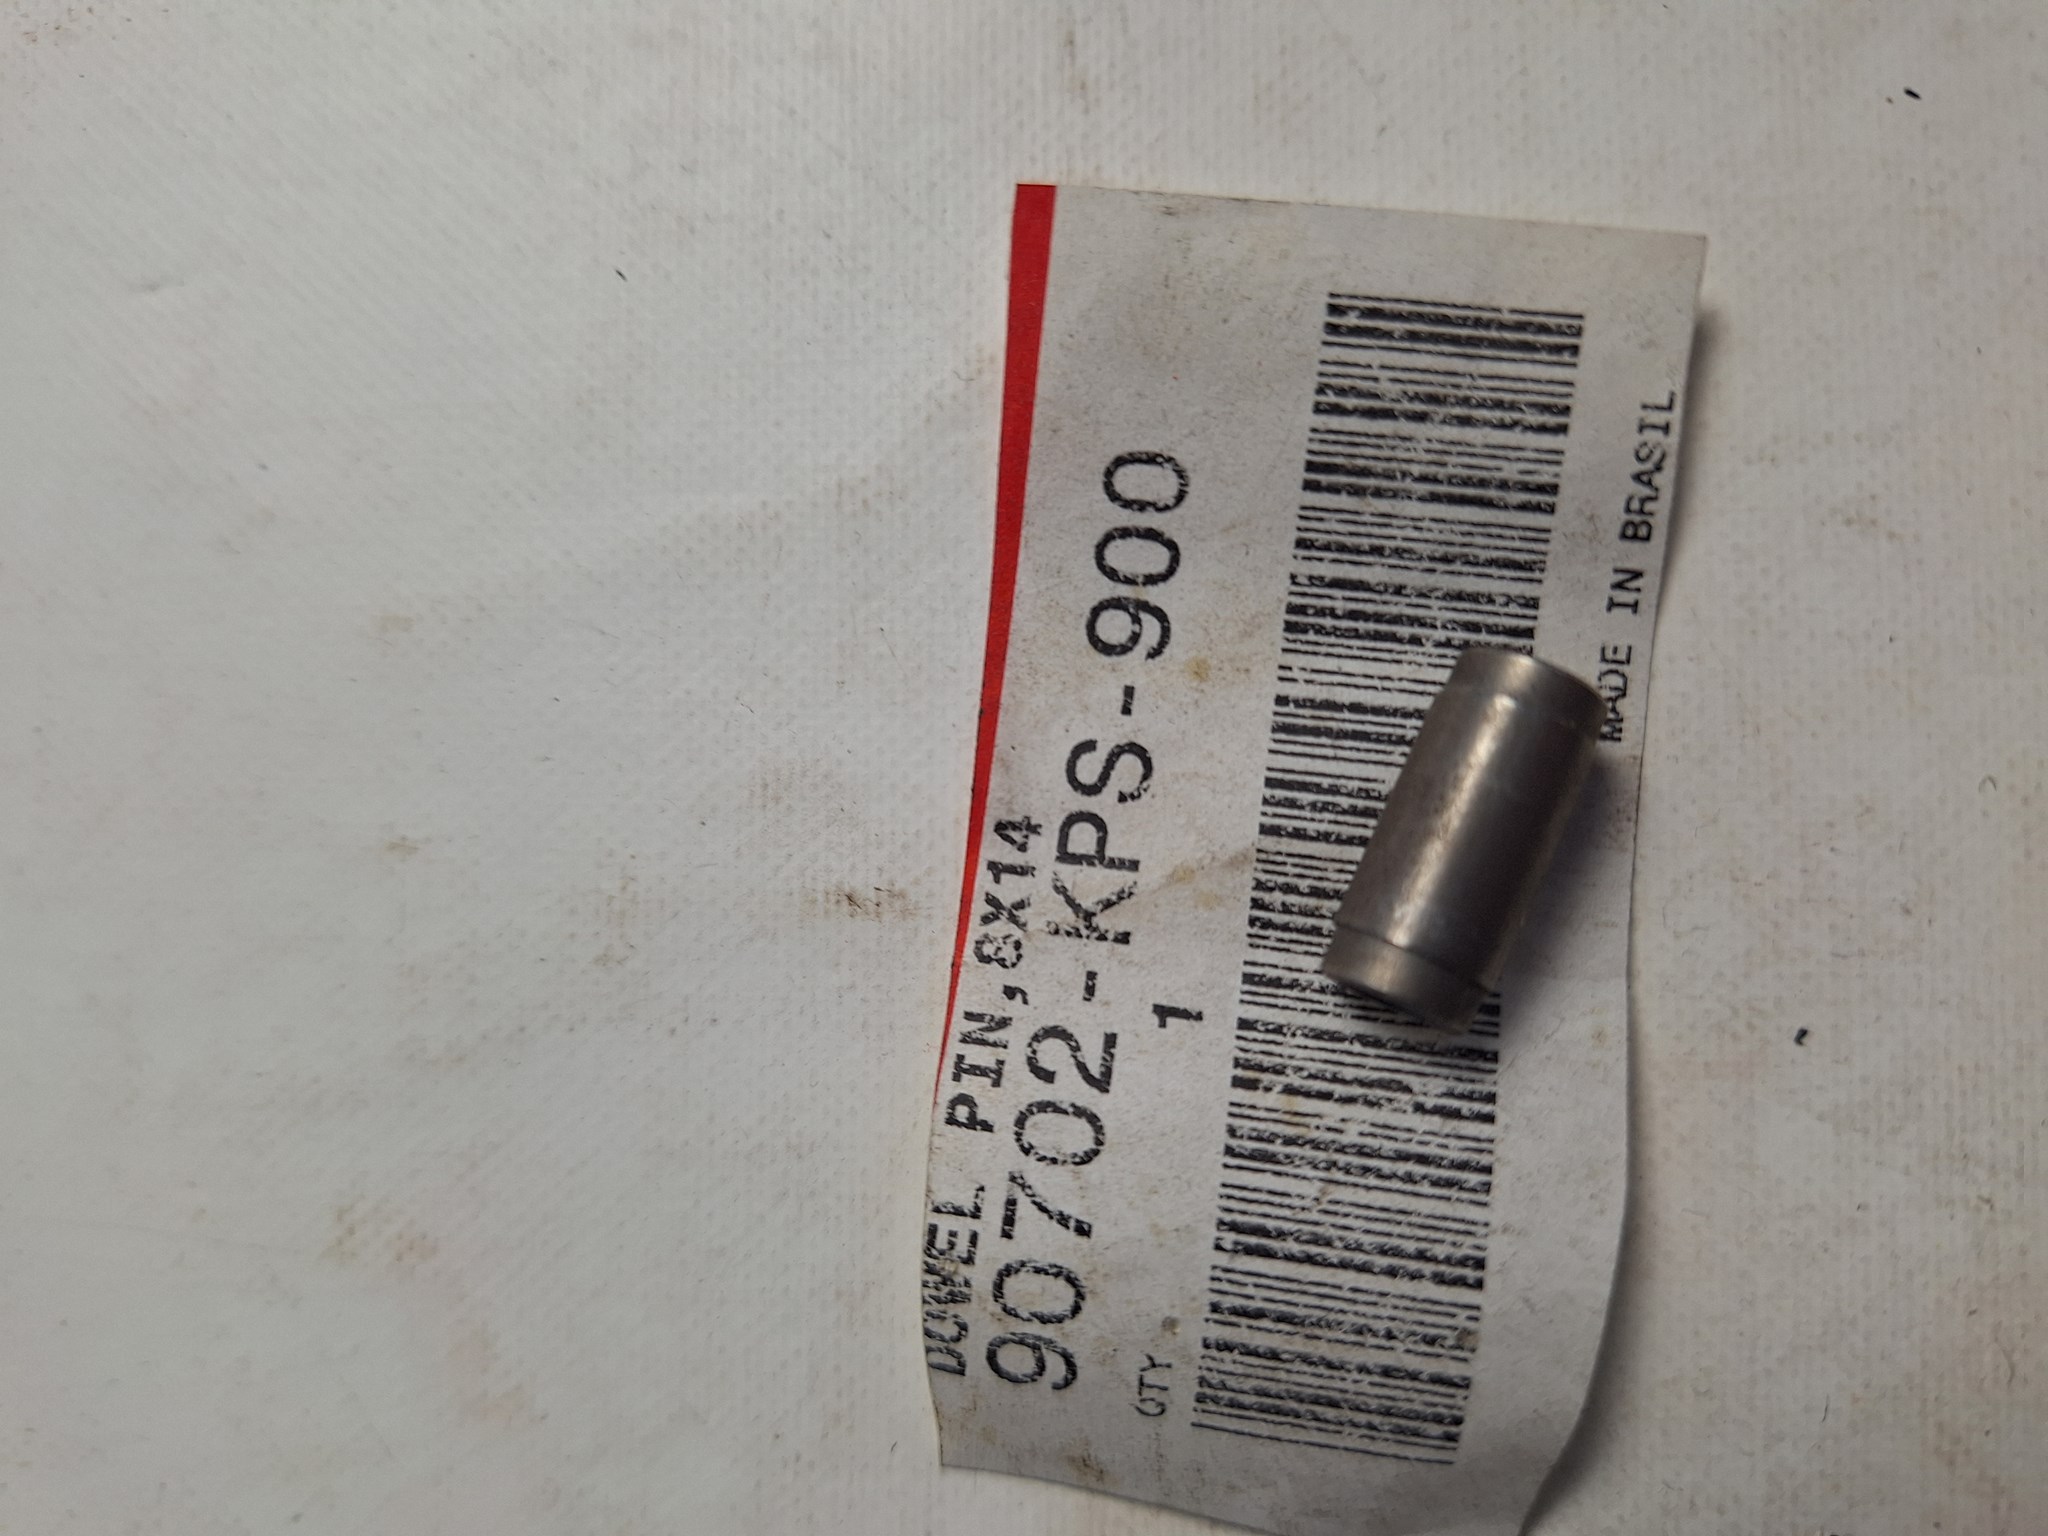 DOWEL PIN,8X14
90702-KPS-900
QTY 1
MADE IN BRASIL